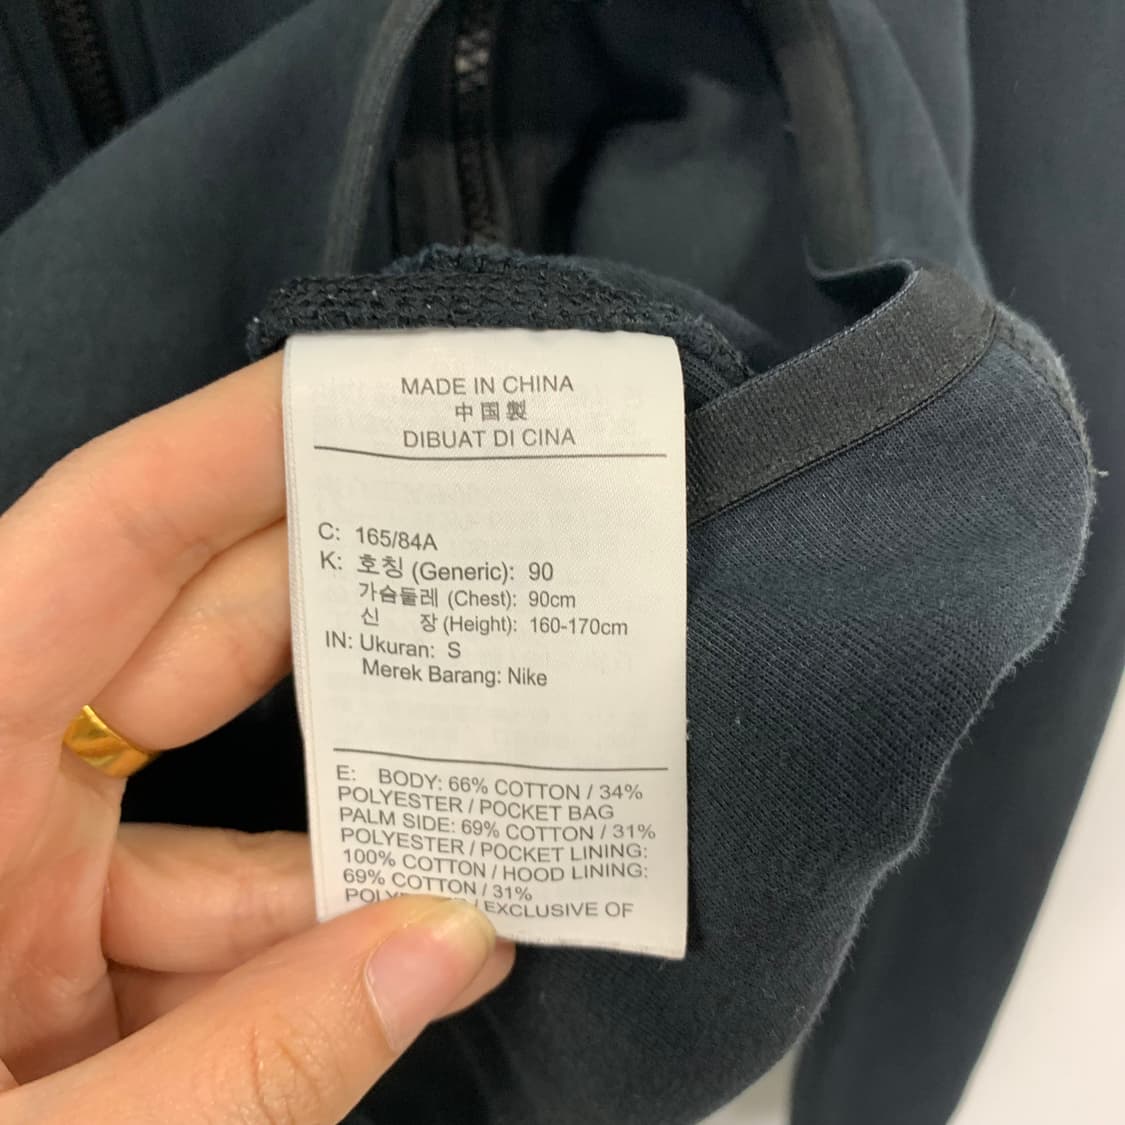 MADE IN CHINA
中国製
DIBUAT DI CINA
C: 165/84A
K: 호칭 (Generic): 90
가슴둘레 (Chest): 90cm
신 장 (Height): 160-170cm
IN: Ukuran: S
Merek Barang: Nike
E: BODY: 66% COTTON / 34%
POLYESTER / POCKET BAG
PALM SIDE: 69% COTTON / 31%
POLYESTER / POCKET LINING:
100% COTTON / HOOD LINING:
69% COTTON / 31%
/ EXCLUSIVE OF